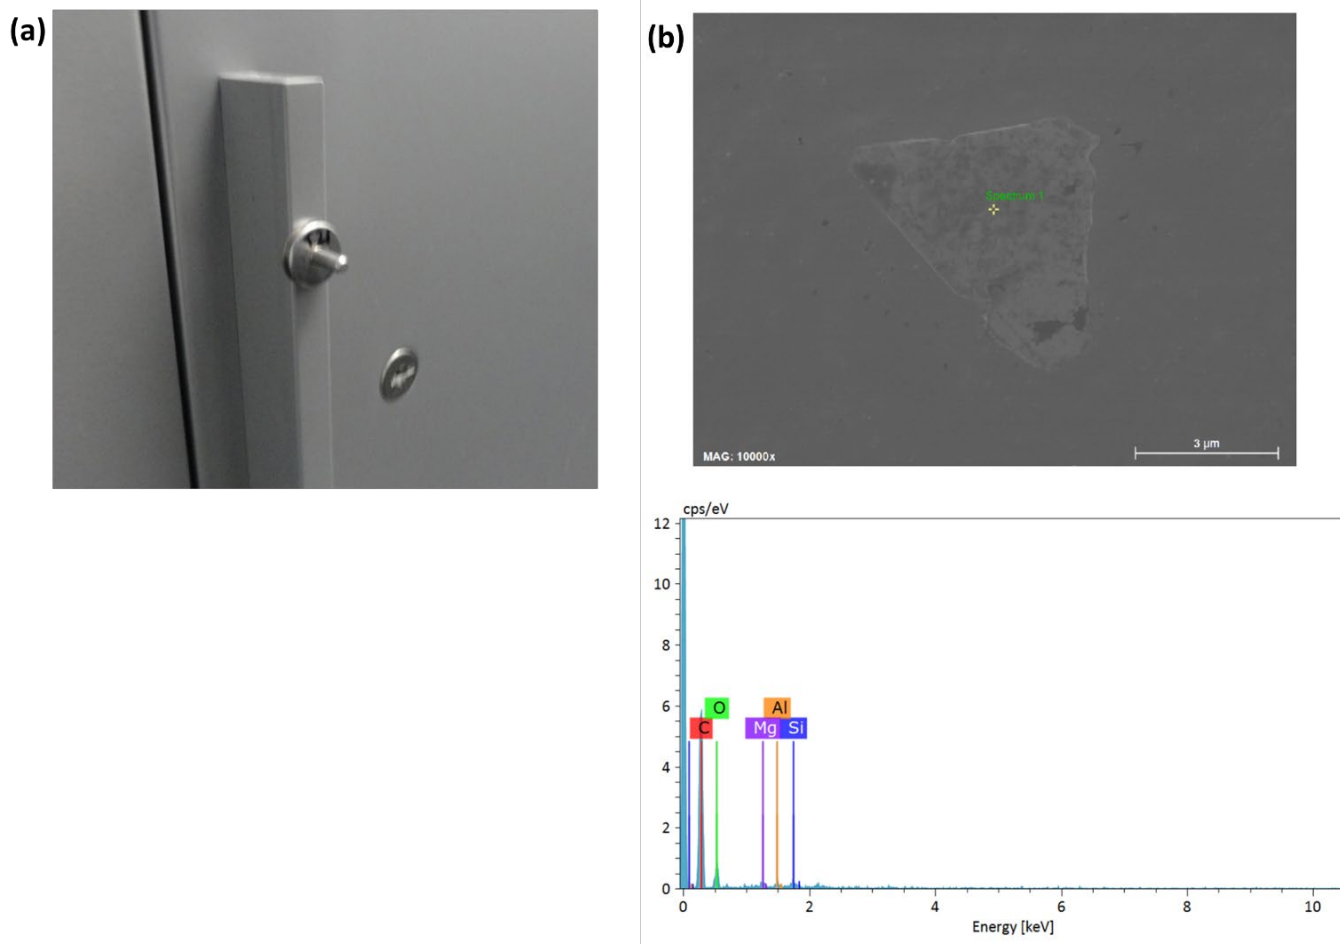 (a)
(b)
Spectrum 1
MAG: 10000x
3 µm
cps/eV
12
10
8
6
4
2
0
O
Al
C
Mg
Si
0
2
4
6
8
10
Energy [keV]